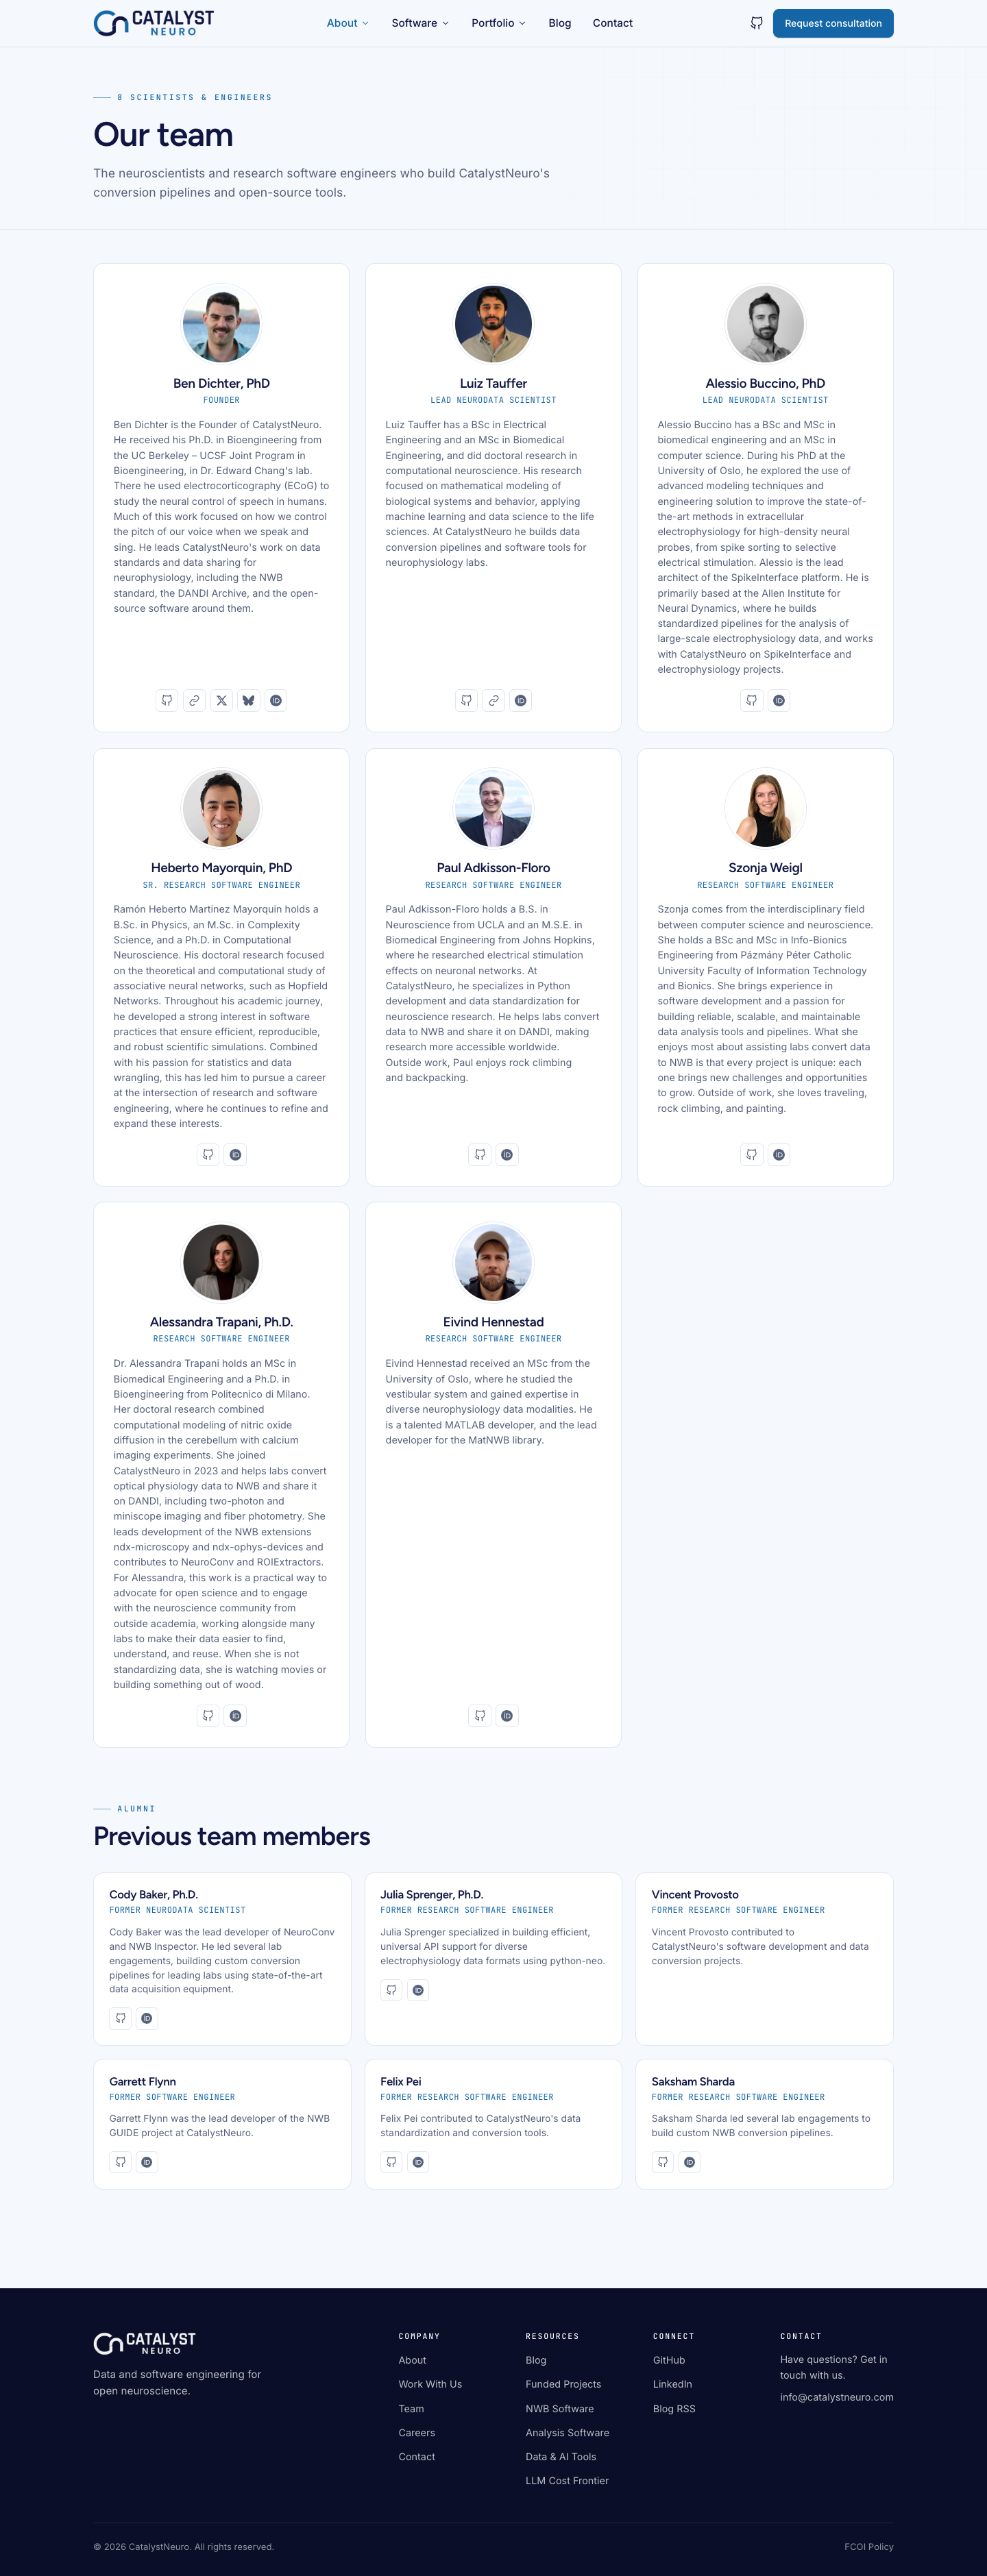 CATALYST
NEURO
About
Software
Portfolio
Blog
Contact
Request consultation
8 SCIENTISTS & ENGINEERS
Our team
The neuroscientists and research software engineers who build CatalystNeuro's
conversion pipelines and open-source tools.
Ben Dichter, PhD
FOUNDER
Ben Dichter is the Founder of CatalystNeuro.
He received his Ph.D. in Bioengineering from
the UC Berkeley – UCSF Joint Program in
Bioengineering, in Dr. Edward Chang's lab.
There he used electrocorticography (ECoG) to
study the neural control of speech in humans.
Much of this work focused on how we control
the pitch of our voice when we speak and
sing. He leads CatalystNeuro's work on data
standards and data sharing for
neurophysiology, including the NWB
standard, the DANDI Archive, and the open-
source software around them.
Luiz Tauffer
LEAD NEURODATA SCIENTIST
Luiz Tauffer has a BSc in Electrical
Engineering and an MSc in Biomedical
Engineering, and did doctoral research in
computational neuroscience. His research
focused on mathematical modeling of
biological systems and behavior, applying
machine learning and data science to the life
sciences. At CatalystNeuro he builds data
conversion pipelines and software tools for
neurophysiology labs.
Alessio Buccino, PhD
LEAD NEURODATA SCIENTIST
Alessio Buccino has a BSc and MSc in
biomedical engineering and an MSc in
computer science. During his PhD at the
University of Oslo, he explored the use of
advanced modeling techniques and
engineering solution to improve the state-of-
the-art methods in extracellular
electrophysiology for high-density neural
probes, from spike sorting to selective
electrical stimulation. Alessio is the lead
architect of the SpikeInterface platform. He is
primarily based at the Allen Institute for
Neural Dynamics, where he builds
standardized pipelines for the analysis of
large-scale electrophysiology data, and works
with CatalystNeuro on SpikeInterface and
electrophysiology projects.
Heberto Mayorquin, PhD
SR. RESEARCH SOFTWARE ENGINEER
Ramón Heberto Martinez Mayorquin holds a
B.Sc. in Physics, an M.Sc. in Complexity
Science, and a Ph.D. in Computational
Neuroscience. His doctoral research focused
on the theoretical and computational study of
associative neural networks, such as Hopfield
Networks. Throughout his academic journey,
he developed a strong interest in software
practices that ensure efficient, reproducible,
and robust scientific simulations. Combined
with his passion for statistics and data
wrangling, this has led him to pursue a career
at the intersection of research and software
engineering, where he continues to refine and
expand these interests.
Paul Adkisson-Floro
RESEARCH SOFTWARE ENGINEER
Paul Adkisson-Floro holds a B.S. in
Neuroscience from UCLA and an M.S.E. in
Biomedical Engineering from Johns Hopkins,
where he researched electrical stimulation
effects on neuronal networks. At
CatalystNeuro, he specializes in Python
development and data standardization for
neuroscience research. He helps labs convert
data to NWB and share it on DANDI, making
research more accessible worldwide.
Outside work, Paul enjoys rock climbing
and backpacking.
Szonja Weigl
RESEARCH SOFTWARE ENGINEER
Szonja comes from the interdisciplinary field
between computer science and neuroscience.
She holds a BSc and MSc in Info-Bionics
Engineering from Pázmány Péter Catholic
University Faculty of Information Technology
and Bionics. She brings experience in
software development and a passion for
building reliable, scalable, and maintainable
data analysis tools and pipelines. What she
enjoys most about assisting labs convert data
to NWB is that every project is unique: each
one brings new challenges and opportunities
to grow. Outside of work, she loves traveling,
rock climbing, and painting.
Alessandra Trapani, Ph.D.
RESEARCH SOFTWARE ENGINEER
Dr. Alessandra Trapani holds an MSc in
Biomedical Engineering and a Ph.D. in
Bioengineering from Politecnico di Milano.
Her doctoral research combined
computational modeling of nitric oxide
diffusion in the cerebellum with calcium
imaging experiments. She joined
CatalystNeuro in 2023 and helps labs convert
optical physiology data to NWB and share it
on DANDI, including two-photon and
miniscope imaging and fiber photometry. She
leads development of the NWB extensions
ndx-microscopy and ndx-ophys-devices and
contributes to NeuroConv and ROIExtractors.
For Alessandra, this work is a practical way to
advocate for open science and to engage
with the neuroscience community from
outside academia, working alongside many
labs to make their data easier to find,
understand, and reuse. When she is not
standardizing data, she is watching movies or
building something out of wood.
Eivind Hennestad
RESEARCH SOFTWARE ENGINEER
Eivind Hennestad received an MSc from the
University of Oslo, where he studied the
vestibular system and gained expertise in
diverse neurophysiology data modalities. He
is a talented MATLAB developer, and the lead
developer for the MatNWB library.
ALUMNI
Previous team members
Cody Baker, Ph.D.
FORMER NEURODATA SCIENTIST
Cody Baker was the lead developer of NeuroConv
and NWB Inspector. He led several lab
engagements, building custom conversion
pipelines for leading labs using state-of-the-art
data acquisition equipment.
Julia Sprenger, Ph.D.
FORMER RESEARCH SOFTWARE ENGINEER
Julia Sprenger specialized in building efficient,
universal API support for diverse
electrophysiology data formats using python-neo.
Vincent Provosto
FORMER RESEARCH SOFTWARE ENGINEER
Vincent Provosto contributed to
CatalystNeuro's software development and data
conversion projects.
Garrett Flynn
FORMER SOFTWARE ENGINEER
Garrett Flynn was the lead developer of the NWB
GUIDE project at CatalystNeuro.
Felix Pei
FORMER RESEARCH SOFTWARE ENGINEER
Felix Pei contributed to CatalystNeuro's data
standardization and conversion tools.
Saksham Sharda
FORMER RESEARCH SOFTWARE ENGINEER
Saksham Sharda led several lab engagements to
build custom NWB conversion pipelines.
CATALYST
NEURO
Data and software engineering for
open neuroscience.
COMPANY
About
Work With Us
Team
Careers
Contact
RESOURCES
Blog
Funded Projects
NWB Software
Analysis Software
Data & AI Tools
LLM Cost Frontier
CONNECT
GitHub
LinkedIn
Blog RSS
CONTACT
Have questions? Get in
touch with us.
info@catalystneuro.com
© 2026 CatalystNeuro. All rights reserved.
FCOI Policy